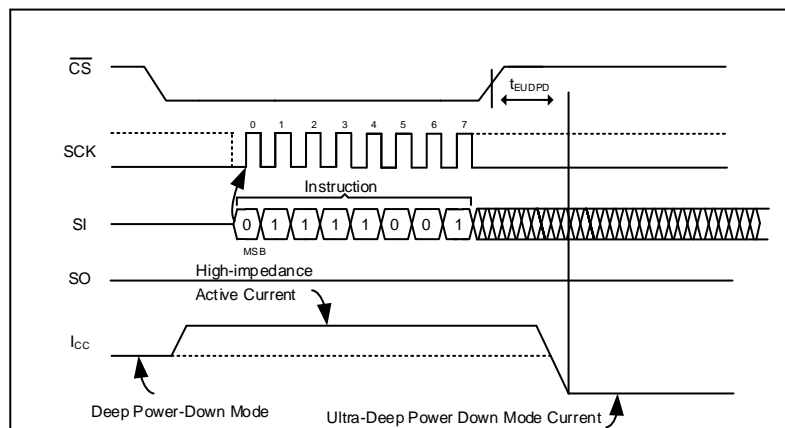 CS
tEUDPD
0 1 2 3 4 5 6 7
SCK
Instruction
SI
0 1 1 1 1 0 0 1
MSB
High-impedance
SO
Active Current
ICC
Deep Power-Down Mode
Ultra-Deep Power Down Mode Current